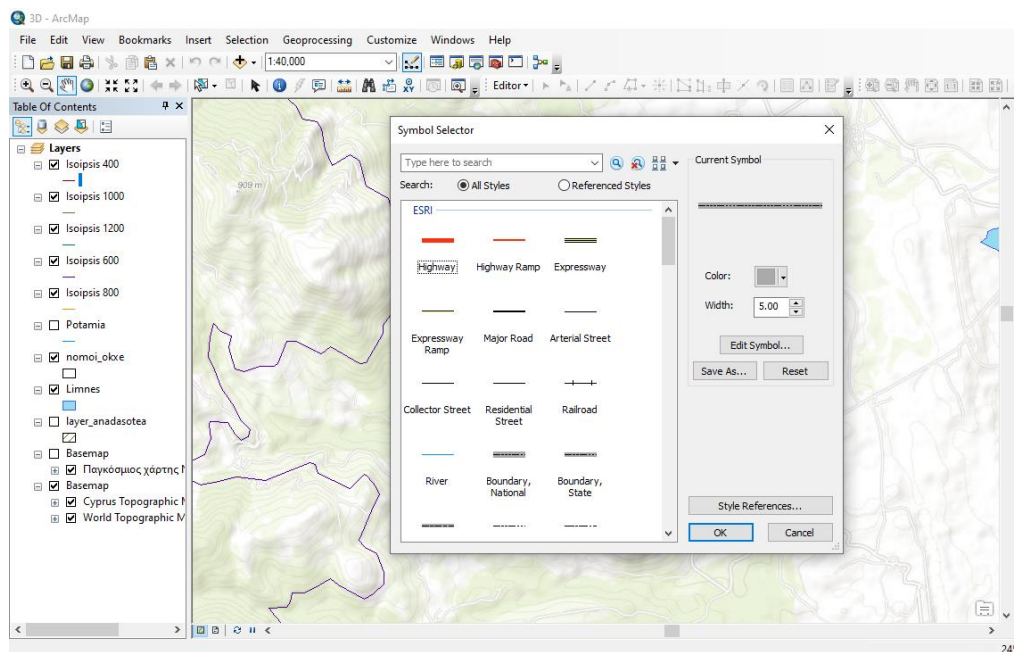 3D - ArcMap
File Edit View Bookmarks Insert Selection Geoprocessing Customize Windows Help
1:40,000
Editor
Table Of Contents
Layers
Isoipsis 400
Isoipsis 1000
Isoipsis 1200
Isoipsis 600
Isoipsis 800
Potamia
nomoi_okxe
Limnes
layer_anadasotea
Basemap
Παγκόσμιος χάρτης
Basemap
Cyprus Topographic
World Topographic
909 m
Symbol Selector
Type here to search
Search: All Styles Referenced Styles
ESRI
Highway Highway Ramp Expressway
Expressway Ramp Major Road Arterial Street
Collector Street Residential Street Railroad
River Boundary, National Boundary, State
Current Symbol
Color:
Width: 5.00
Edit Symbol...
Save As... Reset
Style References...
OK Cancel